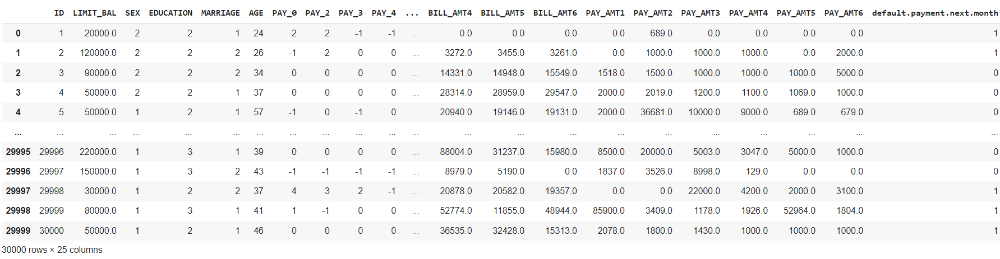 ID LIMIT_BAL SEX EDUCATION MARRIAGE AGE PAY_0 PAY_2 PAY_3 PAY_4 ... BILL_AMT4 BILL_AMT5 BILL_AMT6 PAY_AMT1 PAY_AMT2 PAY_AMT3 PAY_AMT4 PAY_AMT5 PAY_AMT6 default.payment.next.month
0 1 20000.0 2 2 1 24 2 2 -1 -1 ... 0.0 0.0 0.0 0.0 689.0 0.0 0.0 0.0 0.0 1
1 2 120000.0 2 2 2 26 -1 2 0 0 ... 3272.0 3455.0 3261.0 0.0 1000.0 1000.0 1000.0 0.0 2000.0 1
2 3 90000.0 2 2 2 34 0 0 0 0 ... 14331.0 14948.0 15549.0 1518.0 1500.0 1000.0 1000.0 1000.0 5000.0 0
3 4 50000.0 2 2 1 37 0 0 0 0 ... 28314.0 28959.0 29547.0 2000.0 2019.0 1200.0 1100.0 1069.0 1000.0 0
4 5 50000.0 1 2 1 57 -1 0 -1 0 ... 20940.0 19146.0 19131.0 2000.0 36681.0 10000.0 9000.0 689.0 679.0 0
... ... ... ... ... ... ... ... ... ... ... ... ... ... ... ... ... ... ... ... ... ...
29995 29996 220000.0 1 3 1 39 0 0 0 0 ... 88004.0 31237.0 15980.0 8500.0 20000.0 5003.0 3047.0 5000.0 1000.0 0
29996 29997 150000.0 1 3 2 43 -1 -1 -1 -1 ... 8979.0 5190.0 0.0 1837.0 3526.0 8998.0 129.0 0.0 0.0 0
29997 29998 30000.0 1 2 2 37 4 3 2 -1 ... 20878.0 20582.0 19357.0 0.0 0.0 22000.0 4200.0 2000.0 3100.0 1
29998 29999 80000.0 1 3 1 41 1 -1 0 0 ... 52774.0 11855.0 48944.0 85900.0 3409.0 1178.0 1926.0 52964.0 1804.0 1
29999 30000 50000.0 1 2 1 46 0 0 0 0 ... 36535.0 32428.0 15313.0 2078.0 1800.0 1430.0 1000.0 1000.0 1000.0 1
30000 rows × 25 columns